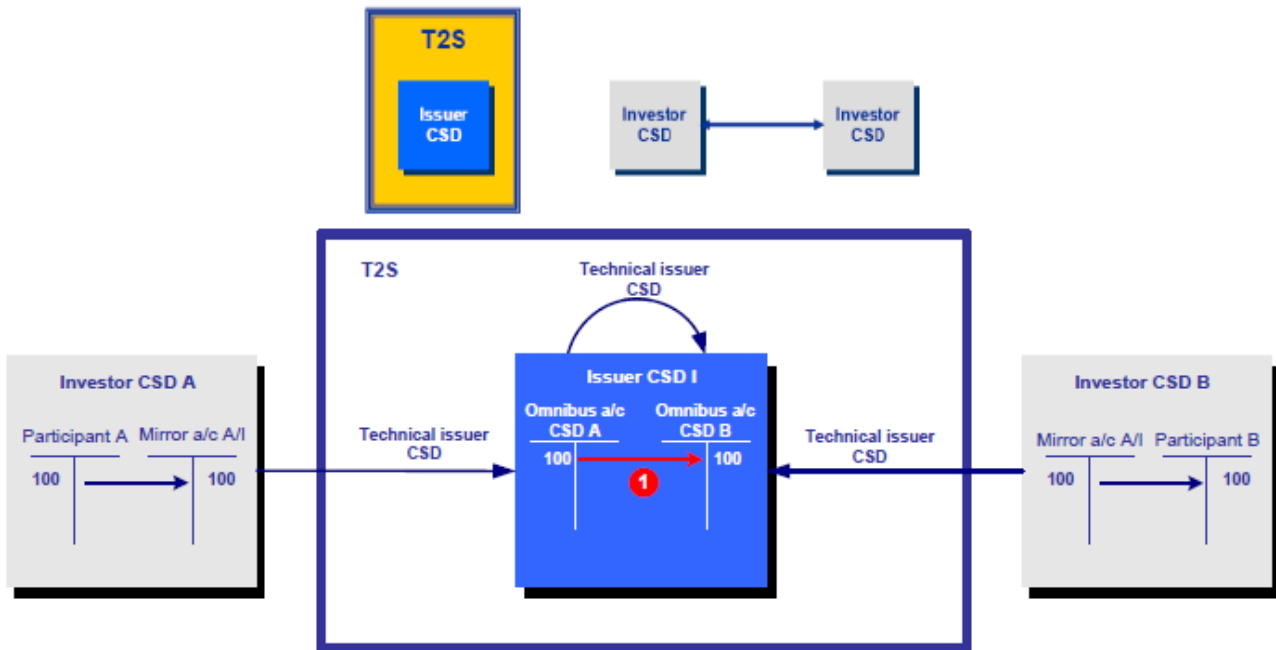 T2S
Issuer
CSD
Investor
CSD
Investor
CSD
T2S
Technical issuer
CSD
Investor CSD A
Participant A
Mirror a/c A/I
100
100
Technical issuer
CSD
Issuer CSD I
Omnibus a/c
CSD A
Omnibus a/c
CSD B
100
100
1
Technical issuer
CSD
Investor CSD B
Mirror a/c A/I
Participant B
100
100